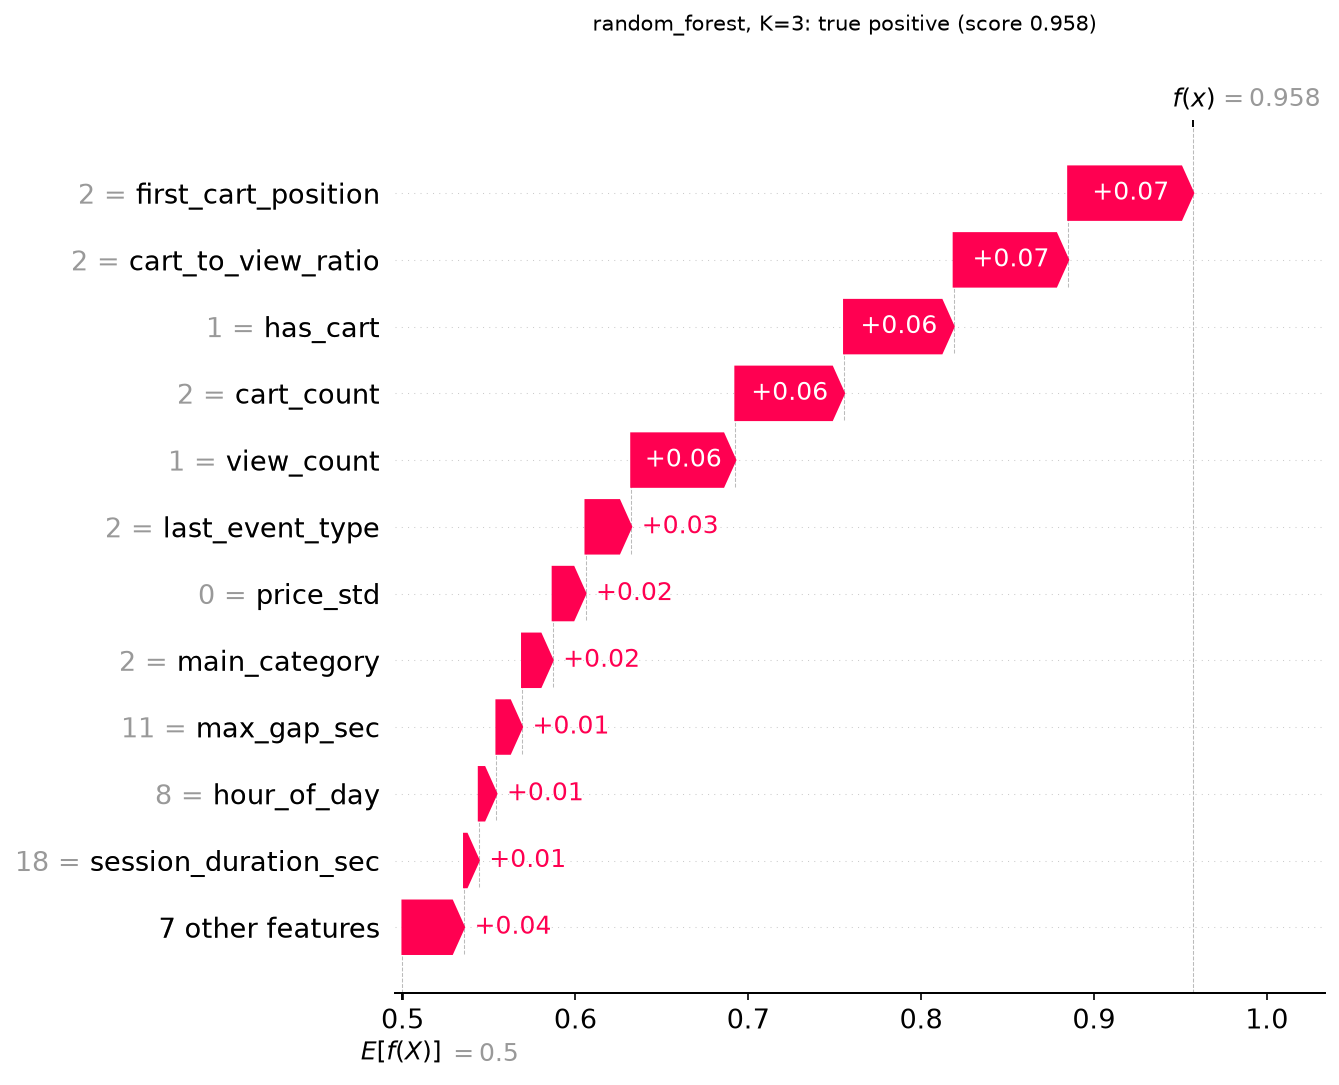 random_forest, K=3: true positive (score 0.958)
f(x) = 0.958
2 = first_cart_position +0.07
2 = cart_to_view_ratio +0.07
1 = has_cart +0.06
2 = cart_count +0.06
1 = view_count +0.06
2 = last_event_type +0.03
0 = price_std +0.02
2 = main_category +0.02
11 = max_gap_sec +0.01
8 = hour_of_day +0.01
18 = session_duration_sec +0.01
7 other features +0.04
0.5 0.6 0.7 0.8 0.9 1.0
E[f(X)] = 0.5